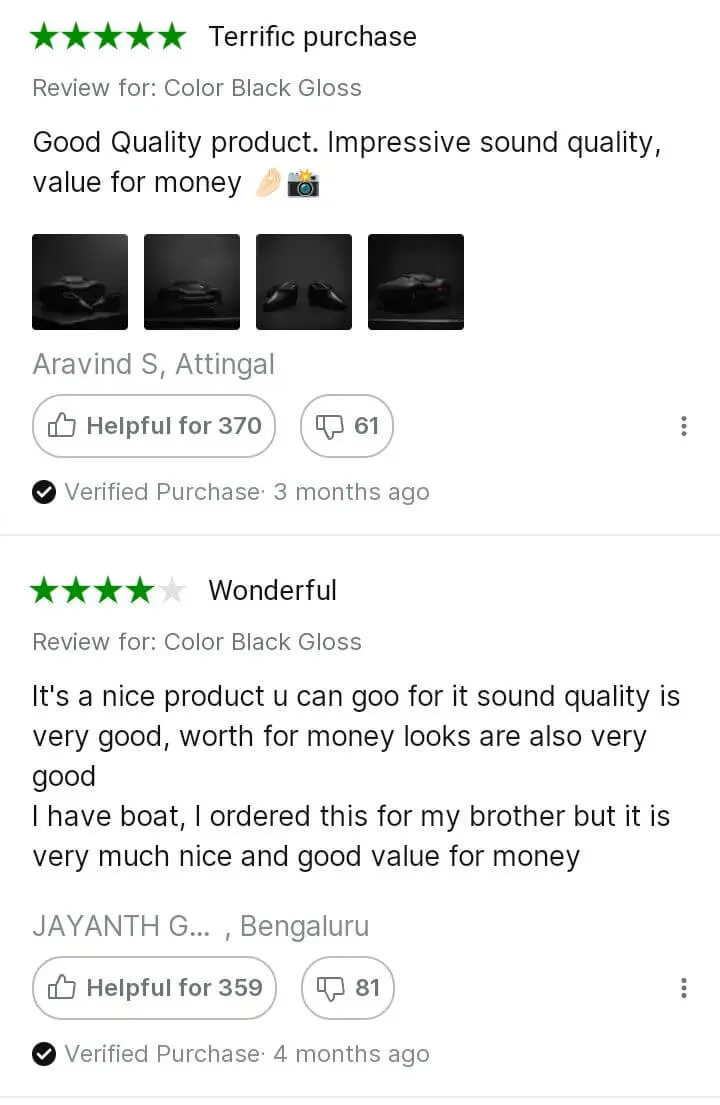 Terrific purchase
Review for: Color Black Gloss
Good Quality product. Impressive sound quality,
value for money 🤌🏻📸
Aravind S, Attingal
Helpful for 370
61
Verified Purchase· 3 months ago
Wonderful
Review for: Color Black Gloss
It's a nice product u can goo for it sound quality is
very good, worth for money looks are also very
good
I have boat, I ordered this for my brother but it is
very much nice and good value for money
JAYANTH G... , Bengaluru
Helpful for 359
81
Verified Purchase· 4 months ago